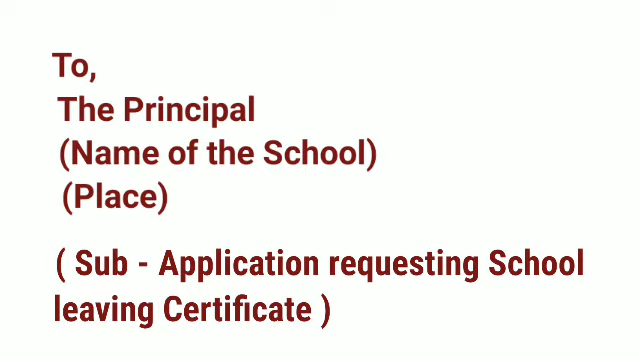 To,
The Principal
(Name of the School)
(Place)
( Sub - Application requesting School
leaving Certificate )